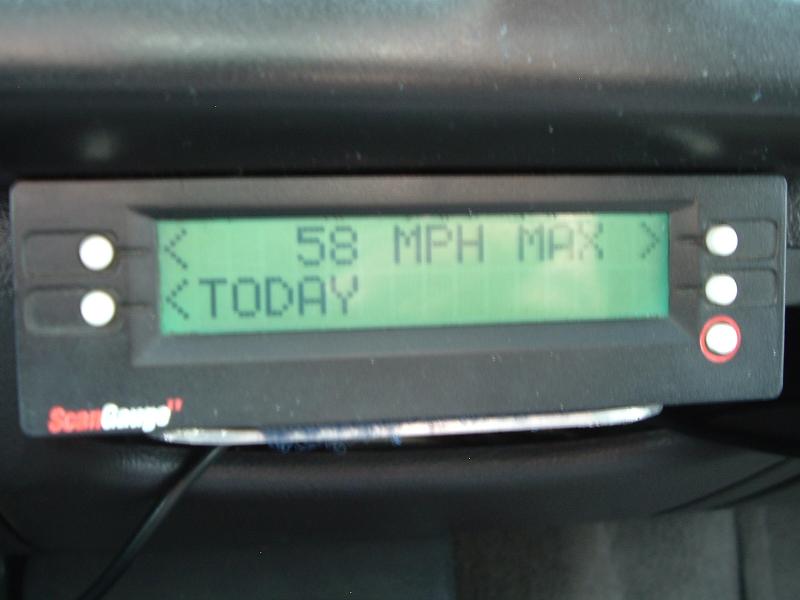 < 58 MPH MAX >
<TODAY
ScanGauge II